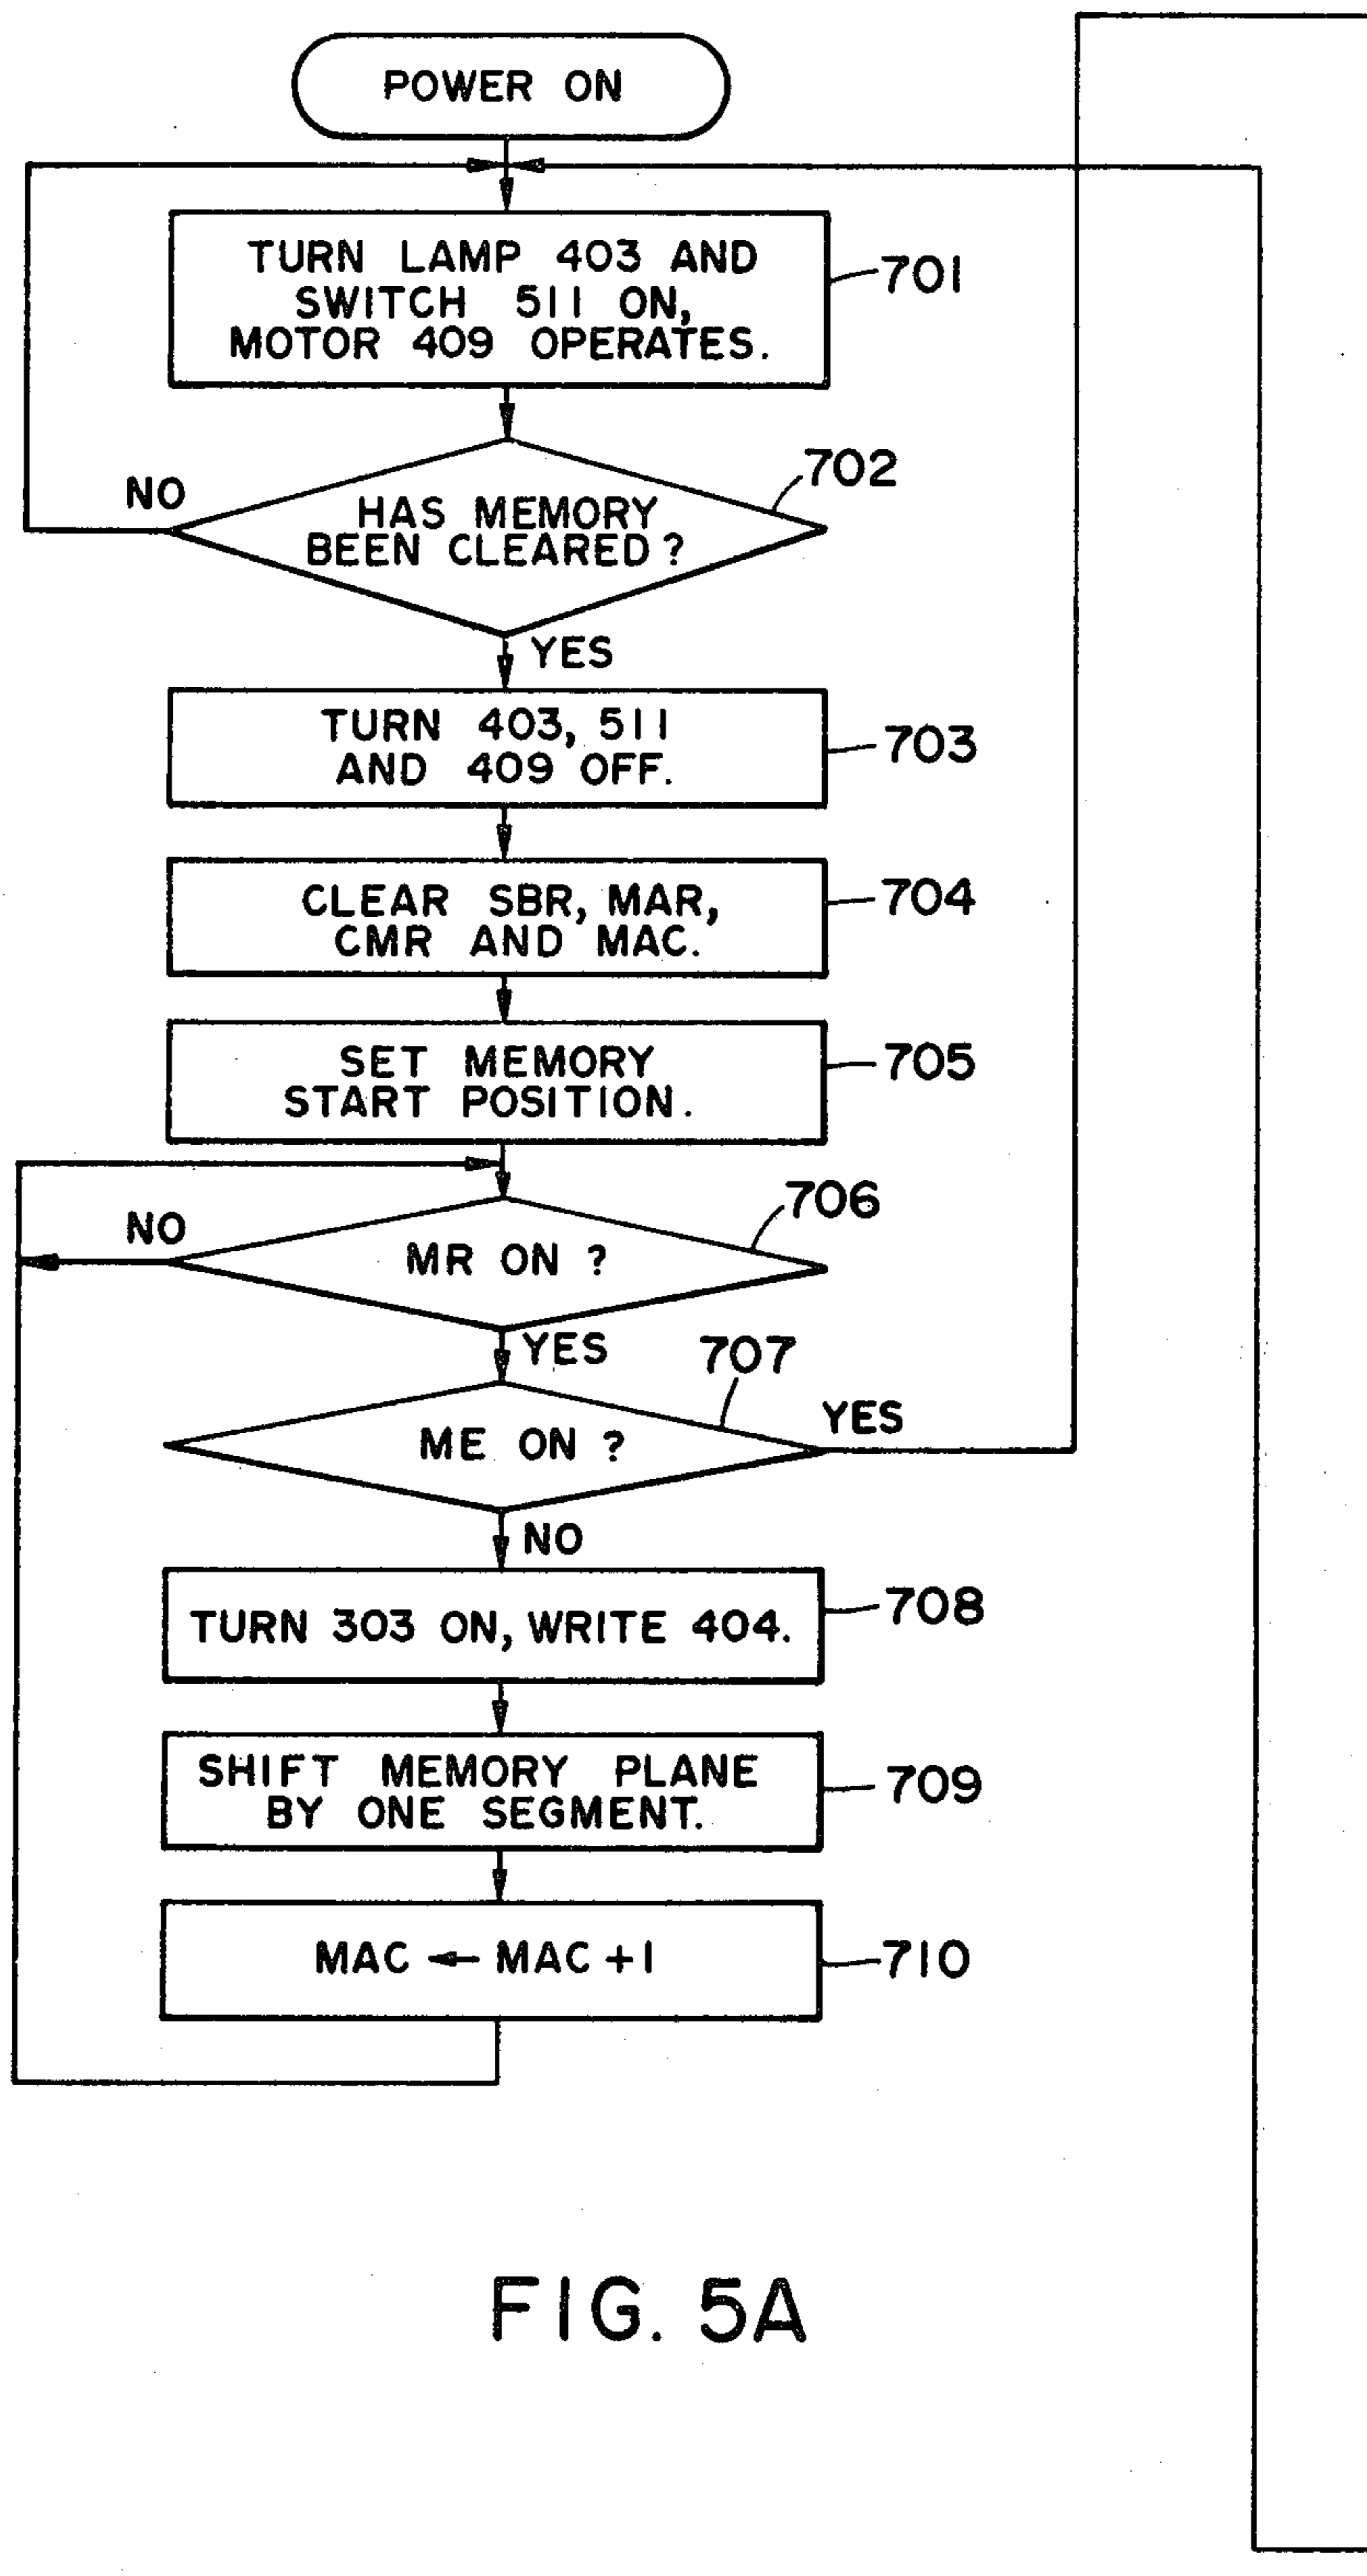 POWER ON
TURN LAMP 403 AND
SWITCH 511 ON,
MOTOR 409 OPERATES.
701
702
NO
HAS MEMORY
BEEN CLEARED?
YES
TURN 403, 511
AND 409 OFF.
703
CLEAR SBR, MAR,
CMR AND MAC.
704
SET MEMORY
START POSITION.
705
706
NO
MR ON ?
YES
707
ME ON ?
YES
NO
TURN 303 ON, WRITE 404.
708
SHIFT MEMORY PLANE
BY ONE SEGMENT.
709
MAC ← MAC +1
710
FIG. 5A